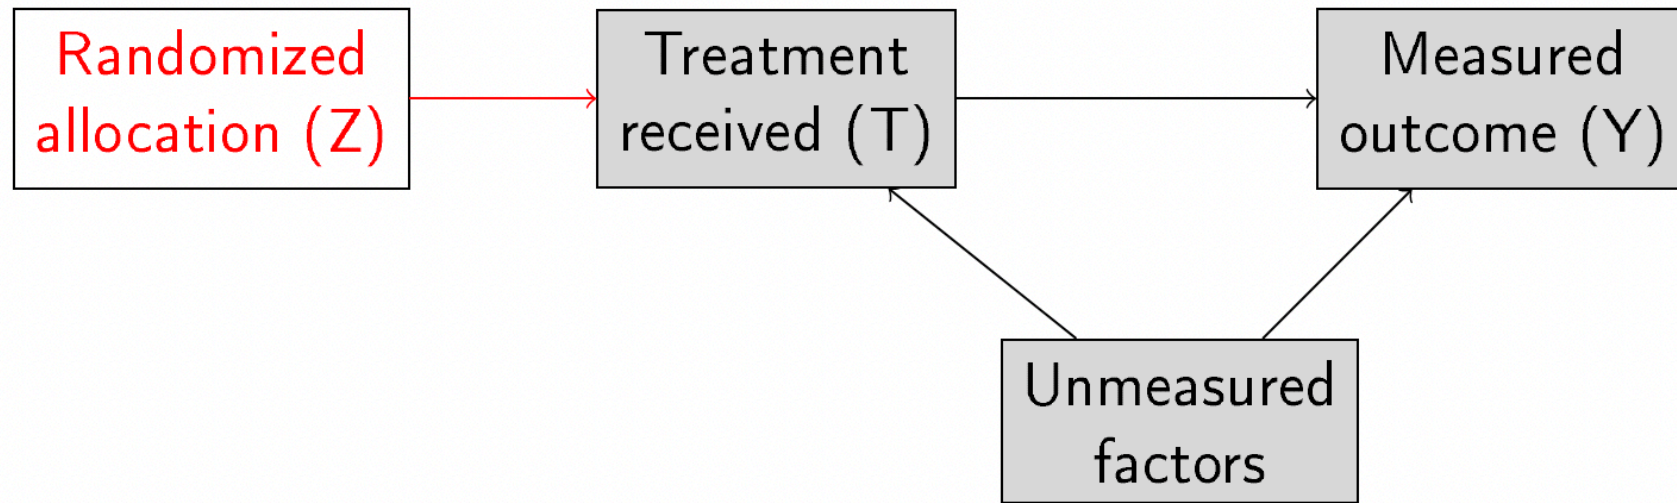 Randomized
allocation (Z)
Treatment
received (T)
Measured
outcome (Y)
Unmeasured
factors